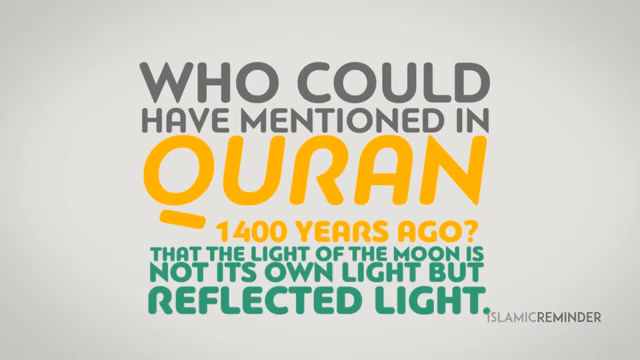 WHO COULD
HAVE MENTIONED IN
QURAN
1400 YEARS AGO?
THAT THE LIGHT OF THE MOON IS
NOT ITS OWN LIGHT BUT
REFLECTED LIGHT.
ISLAMICREMINDER